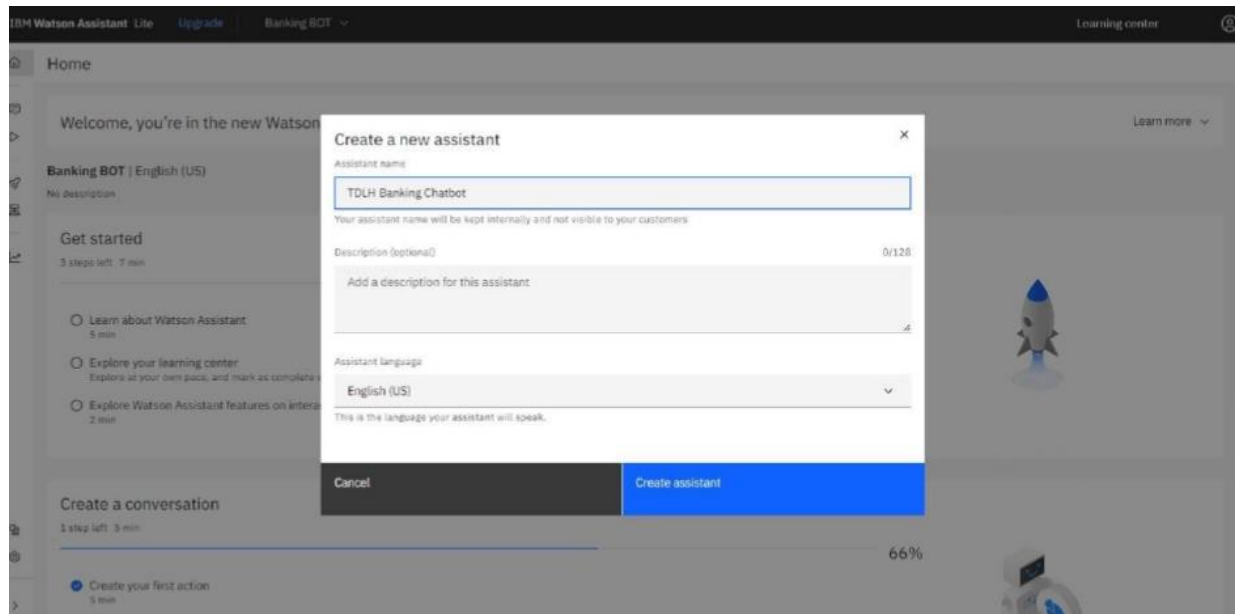 IBM Watson Assistant Lite Upgrade Banking BOT Learning center
Home
Welcome, you're in the new Watson Learn more
Banking BOT | English (US)
No description
Get started
3 steps left 7 min
Learn about Watson Assistant
5 min
Explore your learning center
Explore at your own pace, and mark as complete
Explore Watson Assistant features on intera
2 min
Create a new assistant
Assistant name
TDLH Banking Chatbot
Your assistant name will be kept internally and not visible to your customers
Description (optional) 0/128
Add a description for this assistant
Assistant language
English (US)
This is the language your assistant will speak.
Cancel Create assistant
Create a conversation
1 step left 3 min
66%
Create your first action
5 min